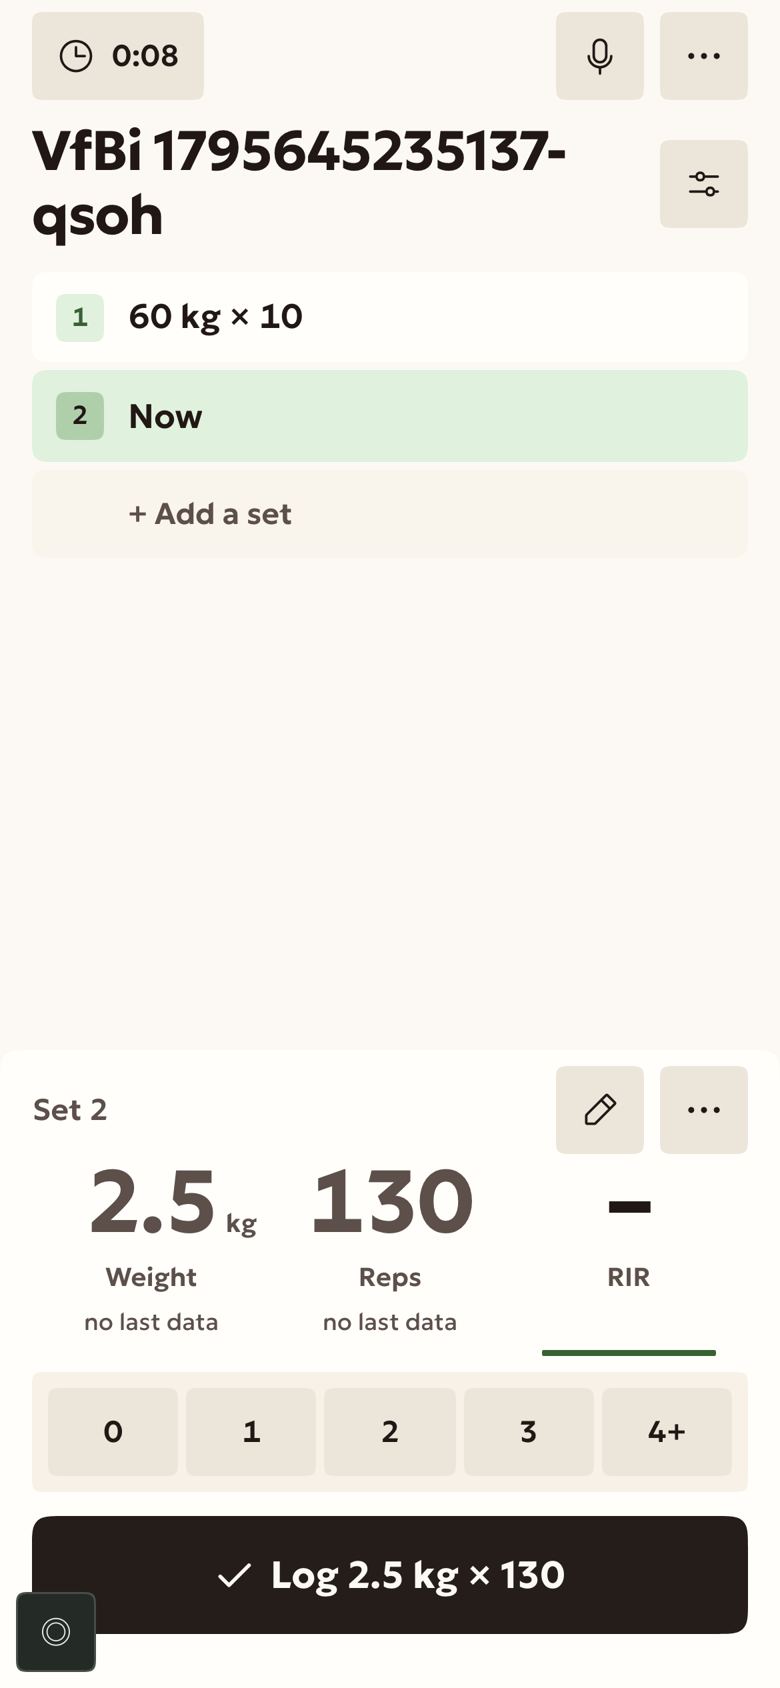 0:08
VfBi 1795645235137-
qsoh
1 60 kg × 10
2 Now
+ Add a set
Set 2
2.5 kg 130 –
Weight Reps RIR
no last data no last data
0 1 2 3 4+
Log 2.5 kg × 130